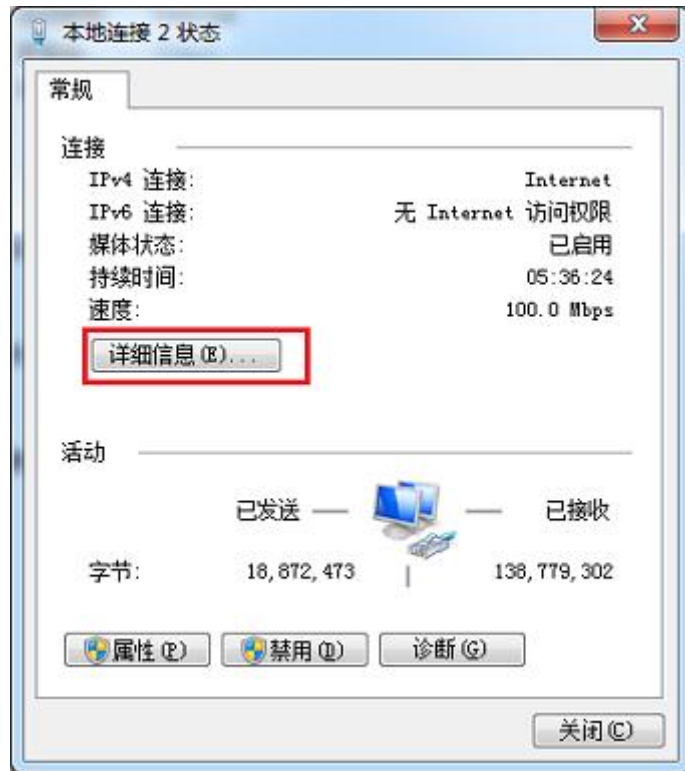 本地连接 2 状态
常规
连接
IPv4 连接: Internet
IPv6 连接: 无 Internet 访问权限
媒体状态: 已启用
持续时间: 05:36:24
速度: 100.0 Mbps
详细信息(E)...
活动
已发送 — — 已接收
字节: 18,872,473 | 138,779,302
属性(P) 禁用(D) 诊断(G)
关闭(C)